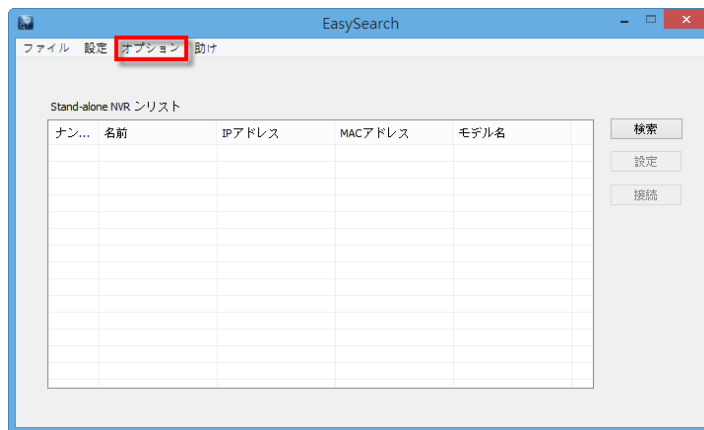 EasySearch
ファイル 設定 オプション 助け
Stand-alone NVR ンリスト
ナン... 名前 IPアドレス MACアドレス モデル名
検索
設定
接続